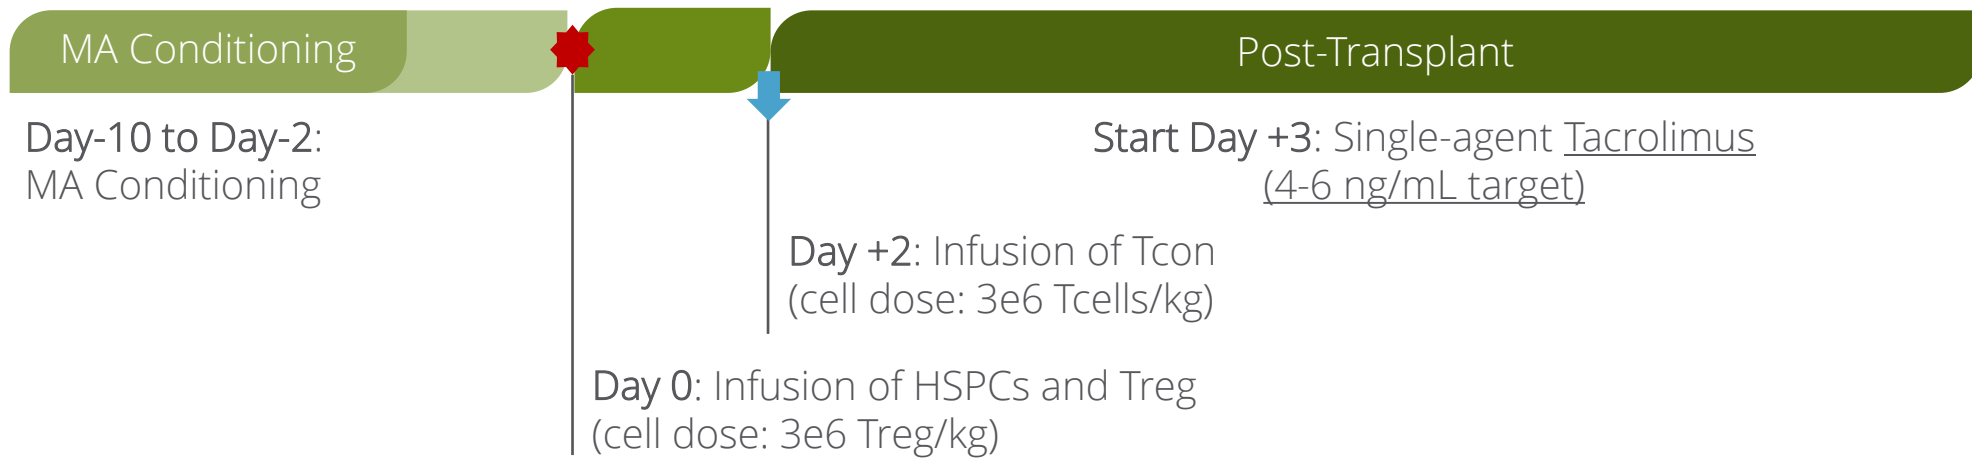 MA Conditioning
Post-Transplant
Day-10 to Day-2:
MA Conditioning
Start Day +3: Single-agent Tacrolimus
(4-6 ng/mL target)
Day +2: Infusion of Tcon
(cell dose: 3e6 Tcells/kg)
Day 0: Infusion of HSPCs and Treg
(cell dose: 3e6 Treg/kg)